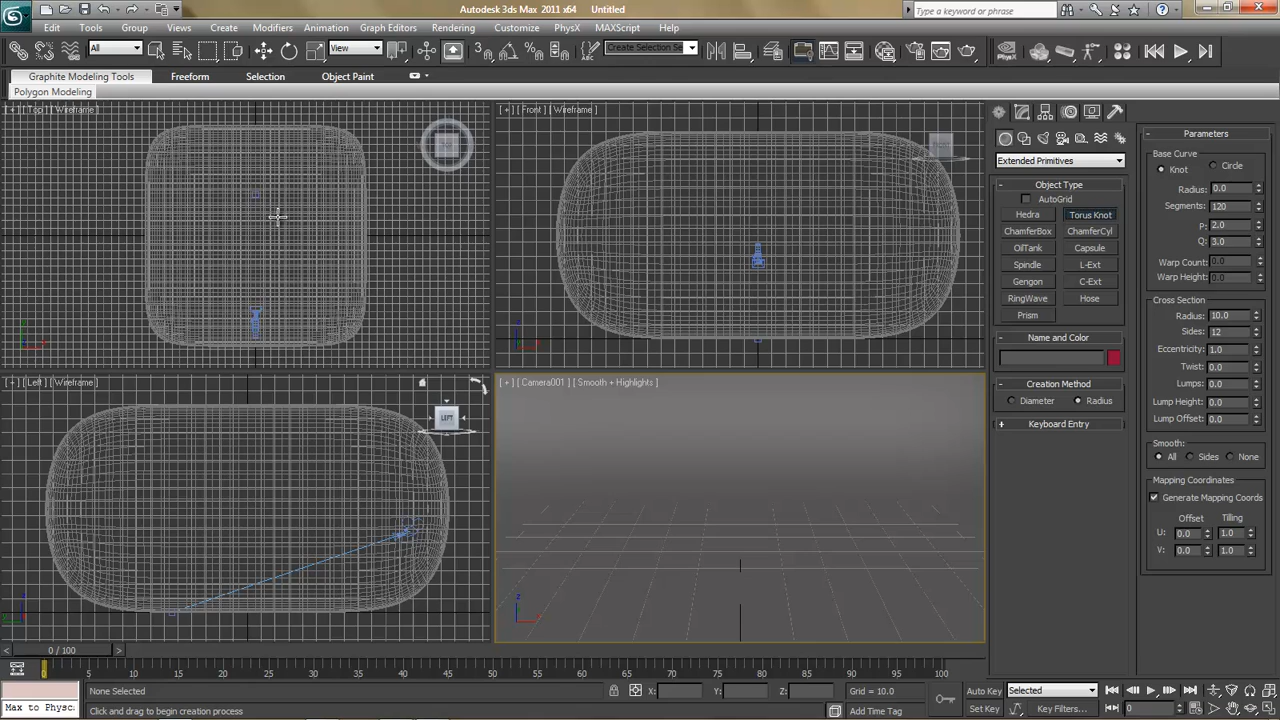 Autodesk 3ds Max 2011 x64 Untitled
Type a keyword or phrase
Edit Tools Group Views Create Modifiers Animation Graph Editors Rendering Customize PhysX MAXScript Help
All View Create Selection Se
PhysX
Graphite Modeling Tools Freeform Selection Object Paint
Polygon Modeling
[ + ] [ Top ] [ Wireframe ]
[ + ] [ Front ] [ Wireframe ]
TOP
FRONT
[ + ] [ Left ] [ Wireframe ]
[ + ] [ Camera001 ] [ Smooth + Highlights ]
LEFT
Extended Primitives
- Object Type
AutoGrid
Hedra Torus Knot
ChamferBox ChamferCyl
OilTank Capsule
Spindle L-Ext
Gengon C-Ext
RingWave Hose
Prism
- Name and Color
- Creation Method
Diameter Radius
+ Keyboard Entry
- Parameters
Base Curve
Knot Circle
Radius: 0.0
Segments: 120
P: 2.0
Q: 3.0
Warp Count: 0.0
Warp Height: 0.0
Cross Section
Radius: 10.0
Sides: 12
Eccentricity: 1.0
Twist: 0.0
Lumps: 0.0
Lump Height: 0.0
Lump Offset: 0.0
Smooth:
All Sides None
Mapping Coordinates
Generate Mapping Coords
Offset Tiling
U: 0.0 1.0
V: 0.0 1.0
< 0 / 100 >
0 5 10 15 20 25 30 35 40 45 50 55 60 65 70 75 80 85 90 95 100
None Selected X: Y: Z: Grid = 10.0 Auto Key Selected
Max to Physc. Click and drag to begin creation process Add Time Tag Set Key Key Filters... 0